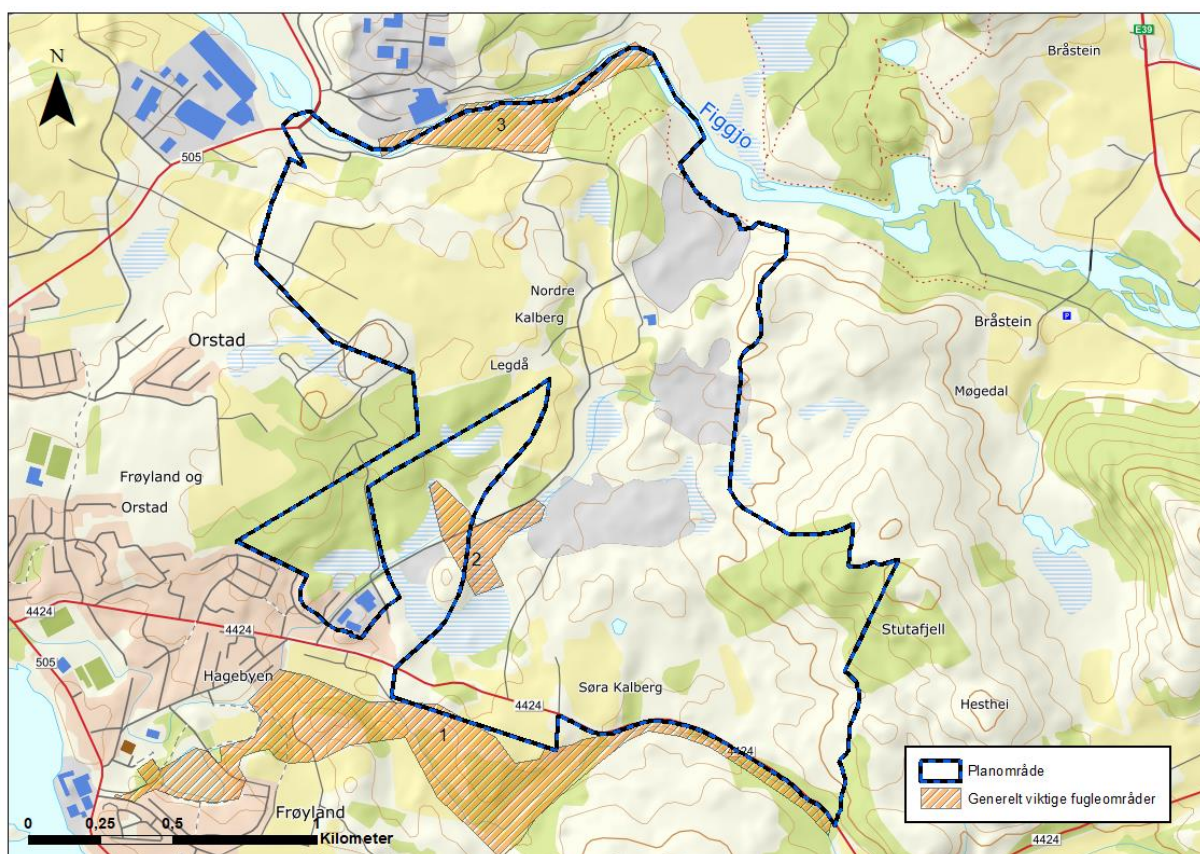 E39
Bråstein
N
3
Figgjo
505
Nordre
Kalberg
Orstad
Bråstein
P
Legdå
Møgedal
Frøyland og
Orstad
2
4424
4424
Stutafjell
505
Hagebyen
Søra Kalberg
4424
Hesthei
1
4424
Planområde
Generelt viktige fugleområder
Frøyland
0 0,25 0,5 1
Kilometer
4424